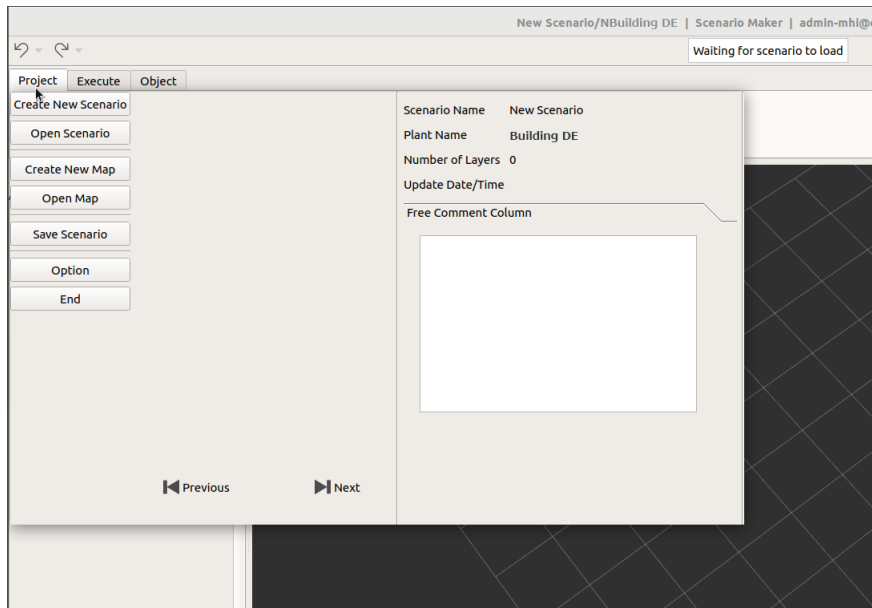 New Scenario/NBuilding DE | Scenario Maker | admin-mhi@
Waiting for scenario to load
Project Execute Object
Create New Scenario
Open Scenario
Create New Map
Open Map
Save Scenario
Option
End
Scenario Name New Scenario
Plant Name Building DE
Number of Layers 0
Update Date/Time
Free Comment Column
Previous Next